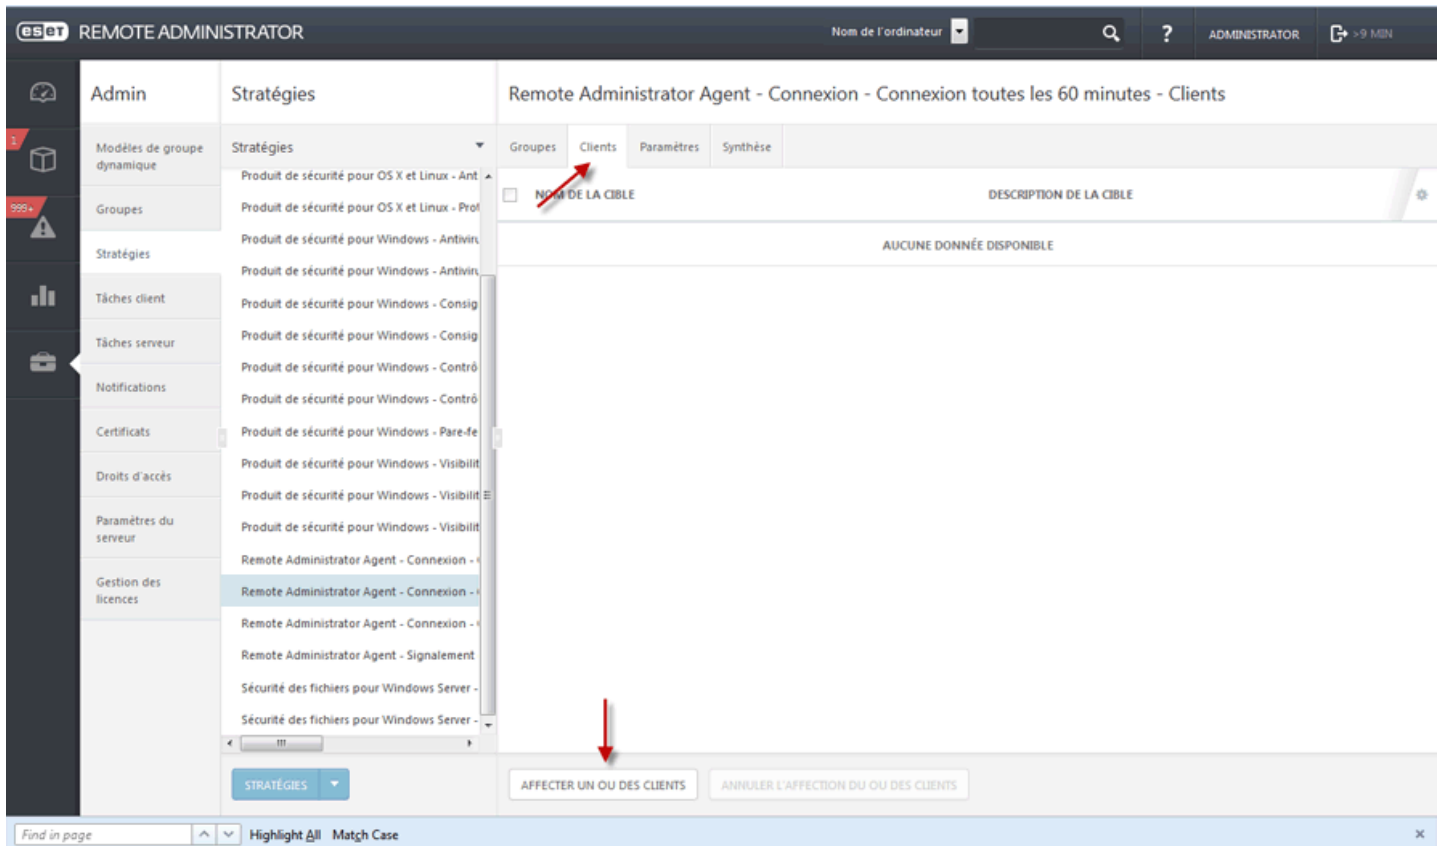 eset REMOTE ADMINISTRATOR
Nom de l'ordinateur
?
ADMINISTRATOR
>9 MIN
Admin
Stratégies
Remote Administrator Agent - Connexion - Connexion toutes les 60 minutes - Clients
1
999+
Modèles de groupe
dynamique
Groupes
Stratégies
Tâches client
Tâches serveur
Notifications
Certificats
Droits d'accès
Paramètres du
serveur
Gestion des
licences
Stratégies
Produit de sécurité pour OS X et Linux - Ant
Produit de sécurité pour OS X et Linux - Prot
Produit de sécurité pour Windows - Antiviru
Produit de sécurité pour Windows - Antiviru
Produit de sécurité pour Windows - Consig
Produit de sécurité pour Windows - Consig
Produit de sécurité pour Windows - Contrô
Produit de sécurité pour Windows - Contrô
Produit de sécurité pour Windows - Pare-fe
Produit de sécurité pour Windows - Visibilit
Produit de sécurité pour Windows - Visibilit
Produit de sécurité pour Windows - Visibilit
Remote Administrator Agent - Connexion -
Remote Administrator Agent - Connexion -
Remote Administrator Agent - Connexion -
Remote Administrator Agent - Signalement
Sécurité des fichiers pour Windows Server -
Sécurité des fichiers pour Windows Server -
STRATÉGIES
Groupes Clients Paramètres Synthèse
NOM DE LA CIBLE DESCRIPTION DE LA CIBLE
AUCUNE DONNÉE DISPONIBLE
AFFECTER UN OU DES CLIENTS
ANNULER L'AFFECTION DU OU DES CLIENTS
Find in page Highlight All Match Case